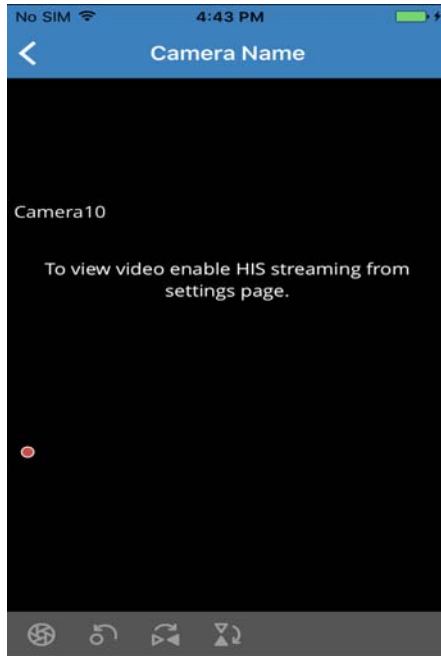 No SIM 4:43 PM
Camera Name
Camera10
To view video enable HIS streaming from
settings page.